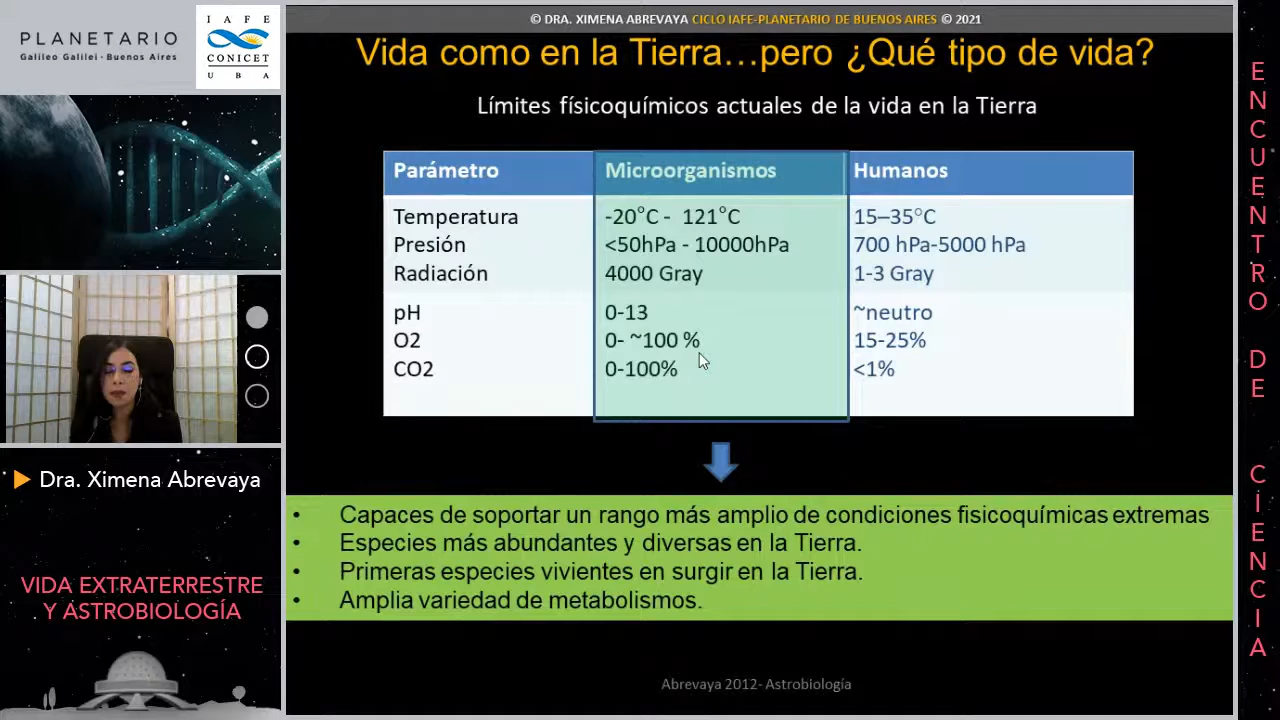 © DRA. XIMENA ABREVAYA CICLO IAFE-PLANETARIO DE BUENOS AIRES © 2021
PLANETARIO
Galileo Galilei · Buenos Aires
IAFE
CONICET
UBA
Vida como en la Tierra…pero ¿Qué tipo de vida?
Límites físicoquímicos actuales de la vida en la Tierra
Parámetro Microorganismos Humanos
Temperatura -20°C - 121°C 15–35°C
Presión <50hPa - 10000hPa 700 hPa-5000 hPa
Radiación 4000 Gray 1-3 Gray
pH 0-13 ~neutro
O2 0- ~100 % 15-25%
CO2 0-100% <1%
• Capaces de soportar un rango más amplio de condiciones fisicoquímicas extremas
• Especies más abundantes y diversas en la Tierra.
• Primeras especies vivientes en surgir en la Tierra.
• Amplia variedad de metabolismos.
Abrevaya 2012- Astrobiología
Dra. Ximena Abrevaya
VIDA EXTRATERRESTRE
Y ASTROBIOLOGÍA
ENCUENTRO DE CIENCIA